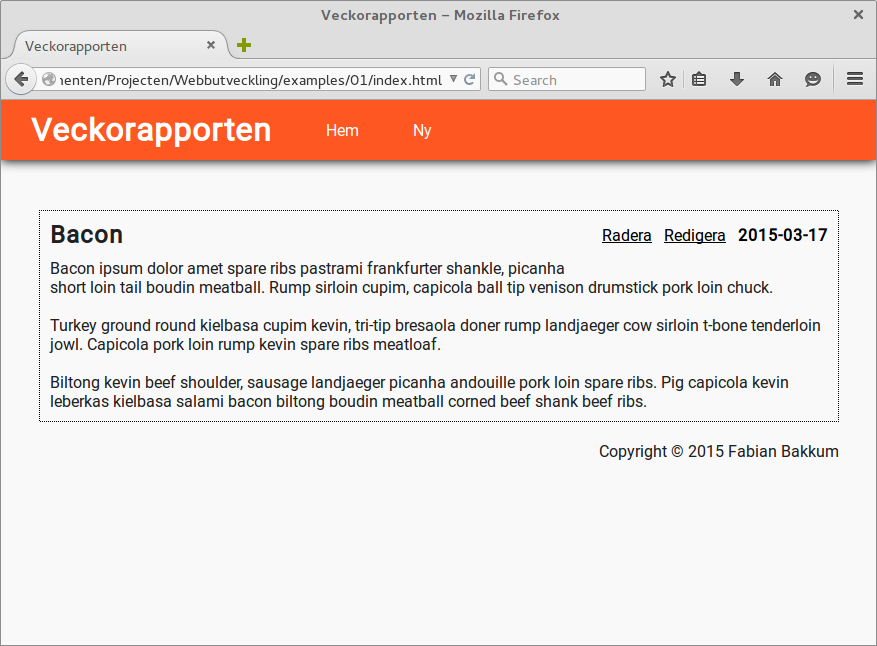 Veckorapporten – Mozilla Firefox
Veckorapporten
nenten/Projecten/Webbutveckling/examples/01/index.html
Search
Veckorapporten Hem Ny
Bacon Radera Redigera 2015-03-17
Bacon ipsum dolor amet spare ribs pastrami frankfurter shankle, picanha
short loin tail boudin meatball. Rump sirloin cupim, capicola ball tip venison drumstick pork loin chuck.
Turkey ground round kielbasa cupim kevin, tri-tip bresaola doner rump landjaeger cow sirloin t-bone tenderloin
jowl. Capicola pork loin rump kevin spare ribs meatloaf.
Biltong kevin beef shoulder, sausage landjaeger picanha andouille pork loin spare ribs. Pig capicola kevin
leberkas kielbasa salami bacon biltong boudin meatball corned beef shank beef ribs.
Copyright © 2015 Fabian Bakkum